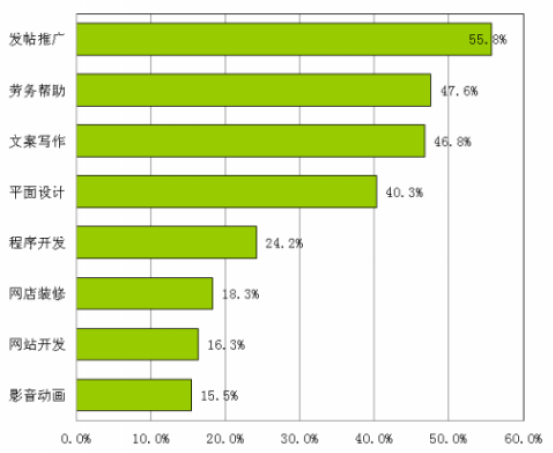 发帖推广 55.8%
劳务帮助 47.6%
文案写作 46.8%
平面设计 40.3%
程序开发 24.2%
网店装修 18.3%
网站开发 16.3%
影音动画 15.5%
0.0% 10.0% 20.0% 30.0% 40.0% 50.0% 60.0%